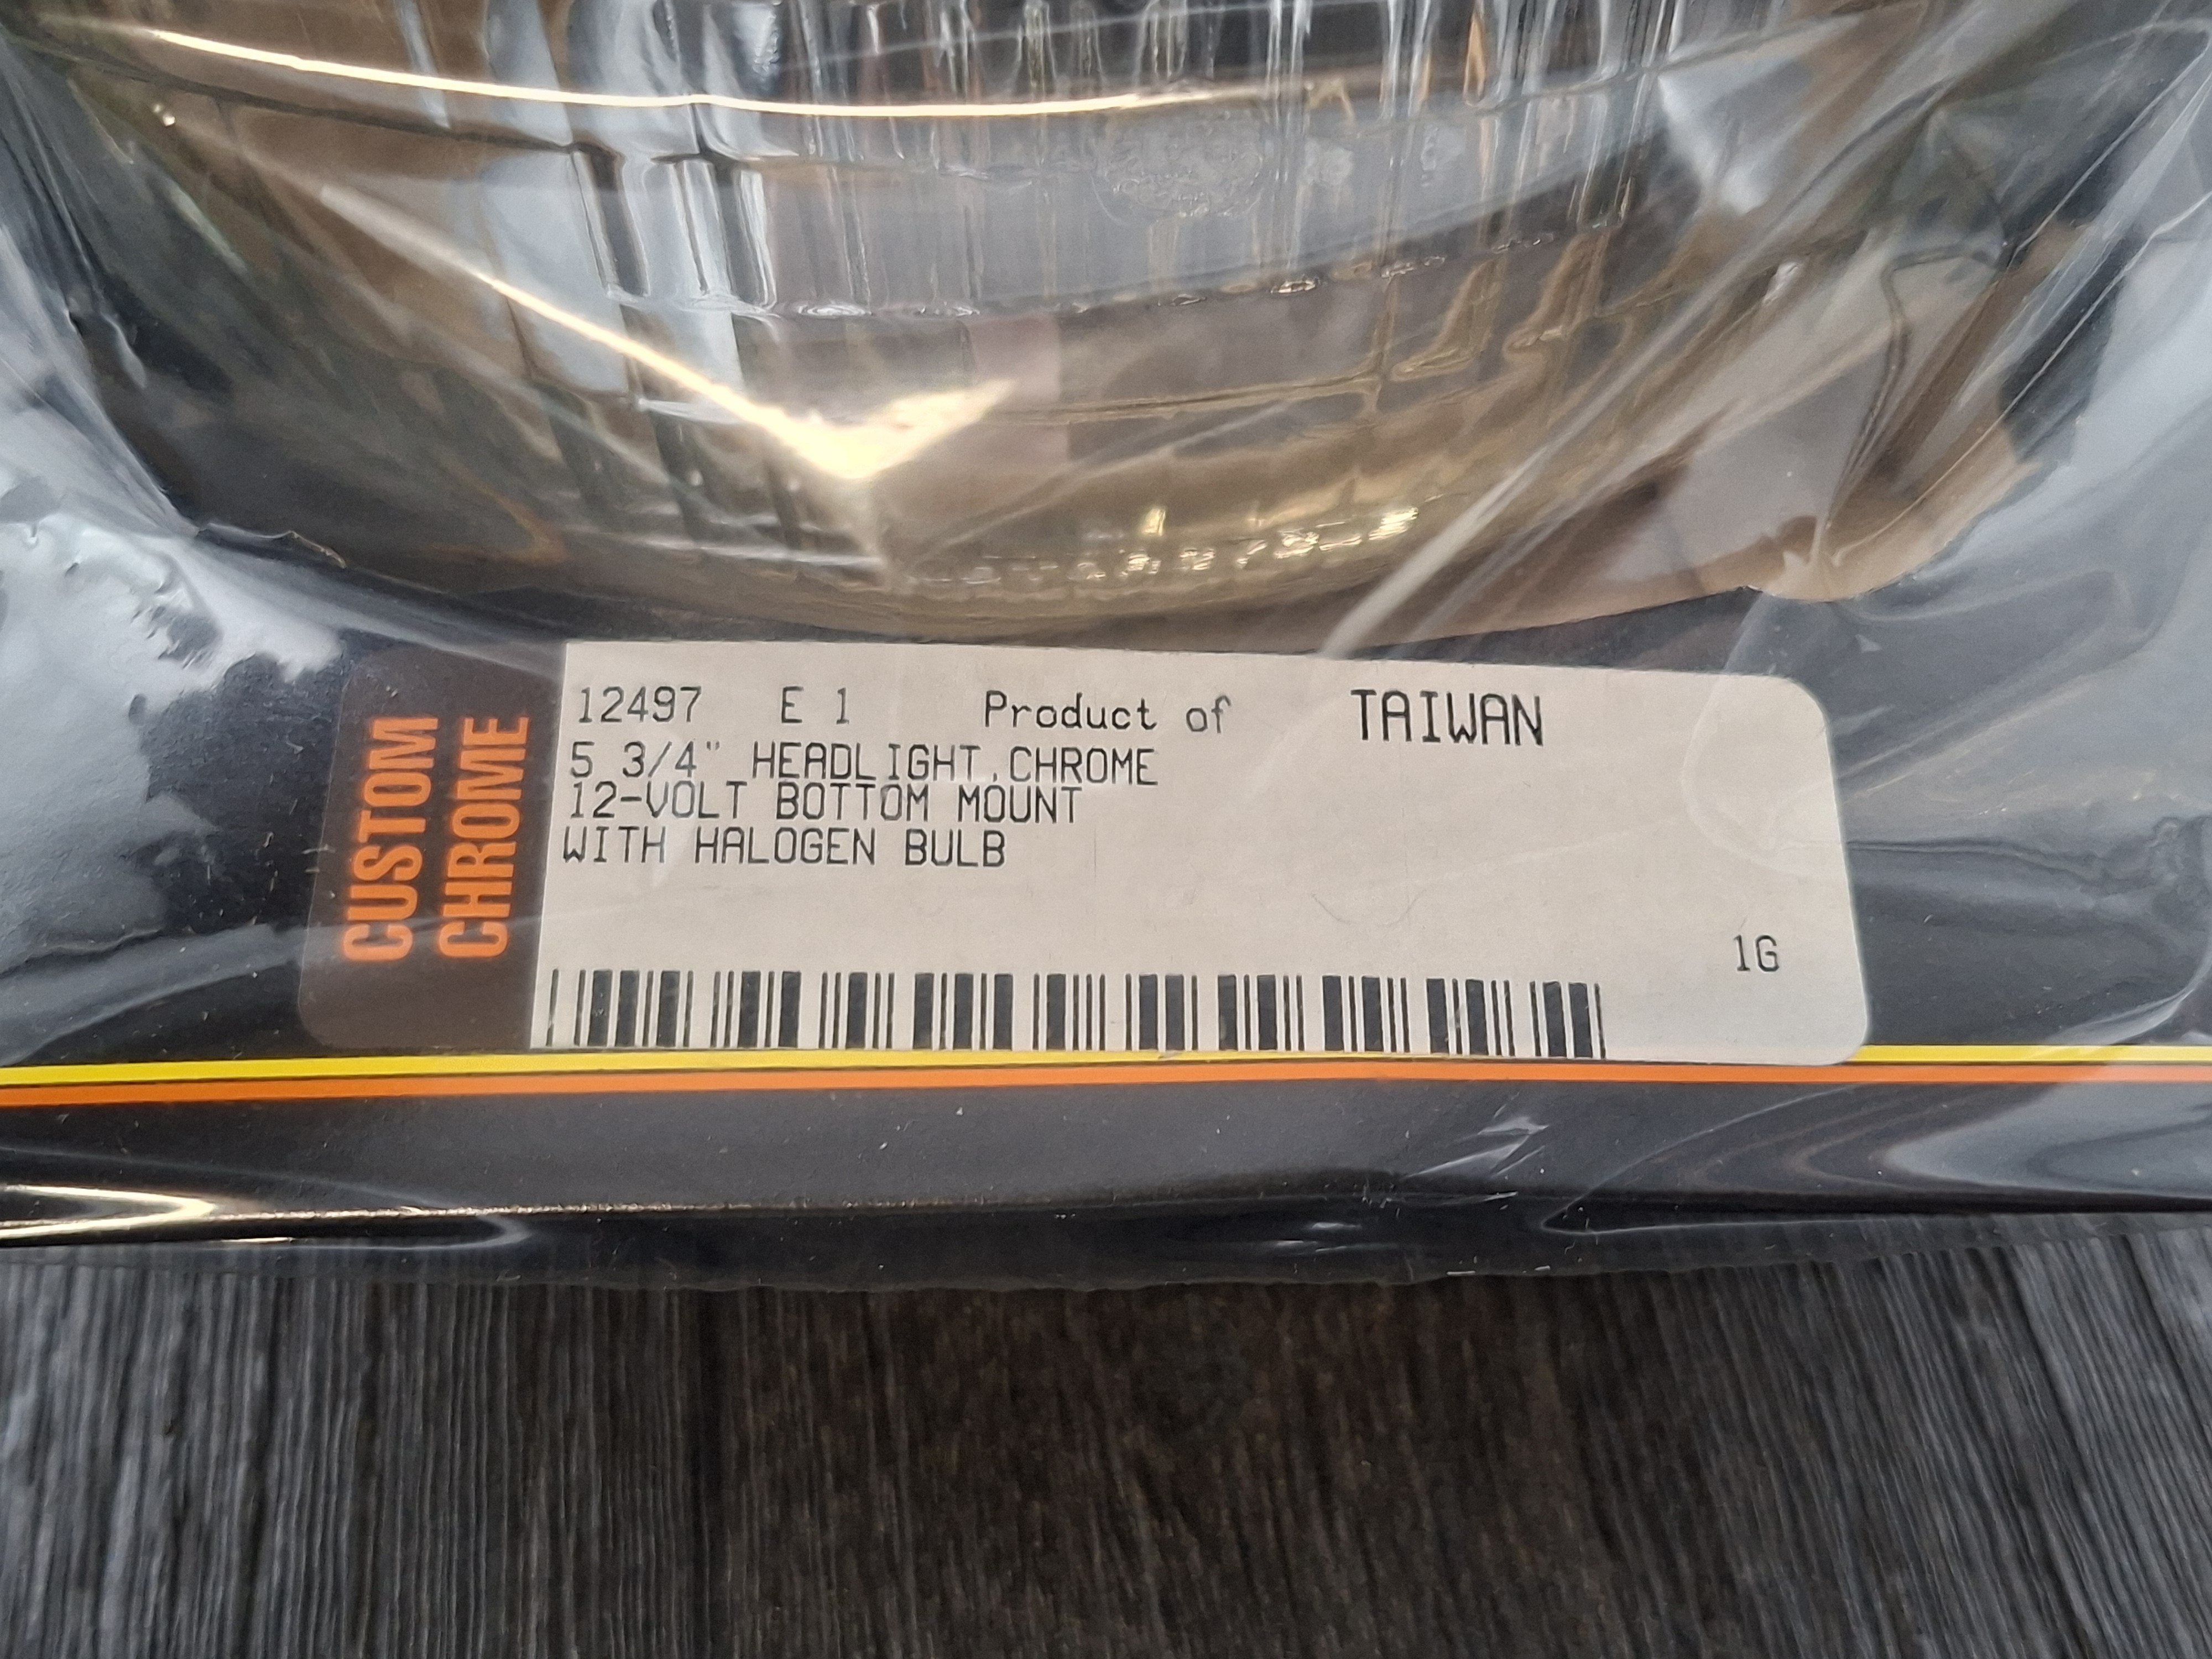 CUSTOM
CHROME
12497 E 1 Product of TAIWAN
5 3/4" HEADLIGHT,CHROME
12-VOLT BOTTOM MOUNT
WITH HALOGEN BULB
1G